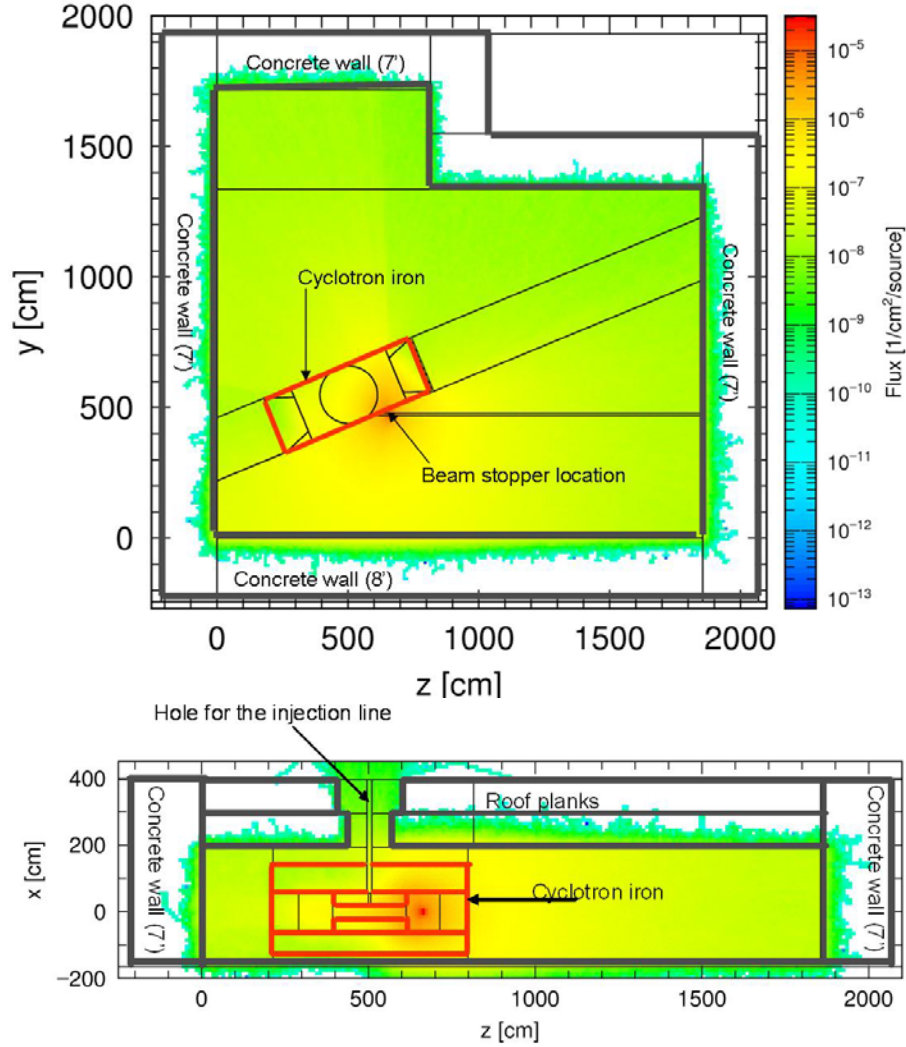 2000
1500
1000
500
0
y [cm]
Concrete wall (7')
Concrete wall (7')
Cyclotron iron
Concrete wall (7')
Beam stopper location
Concrete wall (8')
0 500 1000 1500 2000
z [cm]
10⁻⁵
10⁻⁶
10⁻⁷
10⁻⁸
10⁻⁹
10⁻¹⁰
10⁻¹¹
10⁻¹²
10⁻¹³
Flux [1/cm²/source]
Hole for the injection line
400
200
0
−200
x [cm]
Concrete wall (7')
Roof planks
Cyclotron iron
Concrete wall (7')
0 500 1000 1500 2000
z [cm]